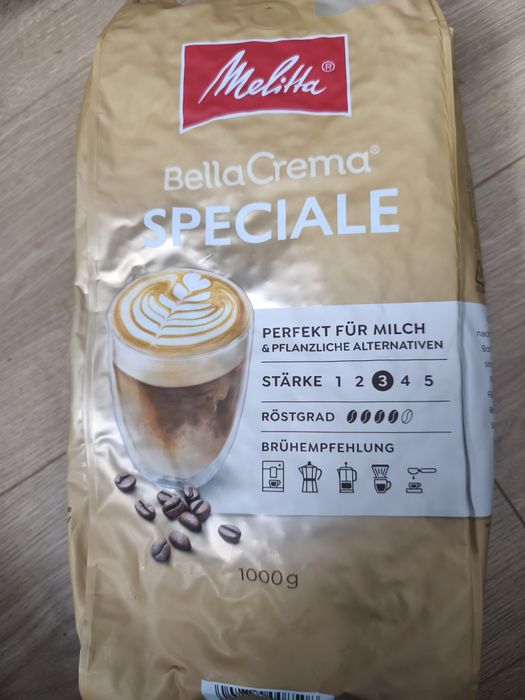 Melitta®
BellaCrema®
SPECIALE
PERFEKT FÜR MILCH
& PFLANZLICHE ALTERNATIVEN
STÄRKE 1 2 3 4 5
RÖSTGRAD
BRÜHEMPFEHLUNG
1000g